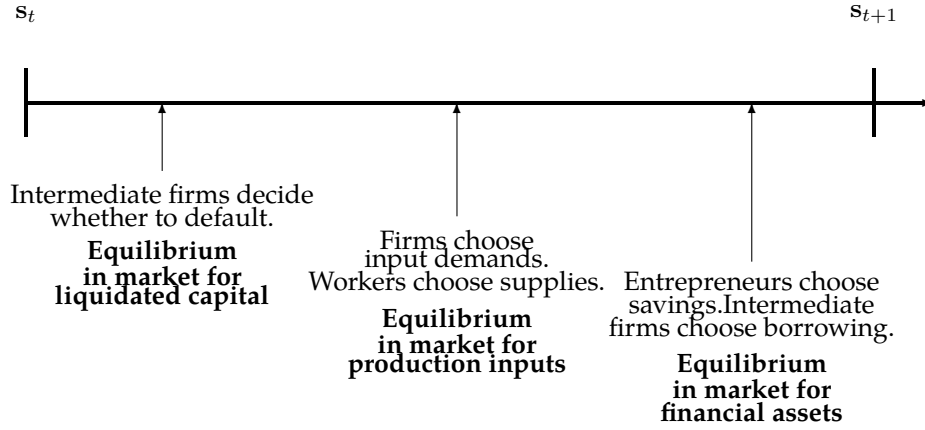 s_t
s_{t+1}
Intermediate firms decide
whether to default.
Equilibrium
in market for
liquidated capital
Firms choose
input demands.
Workers choose supplies.
Equilibrium
in market for
production inputs
Entrepreneurs choose
savings.Intermediate
firms choose borrowing.
Equilibrium
in market for
financial assets